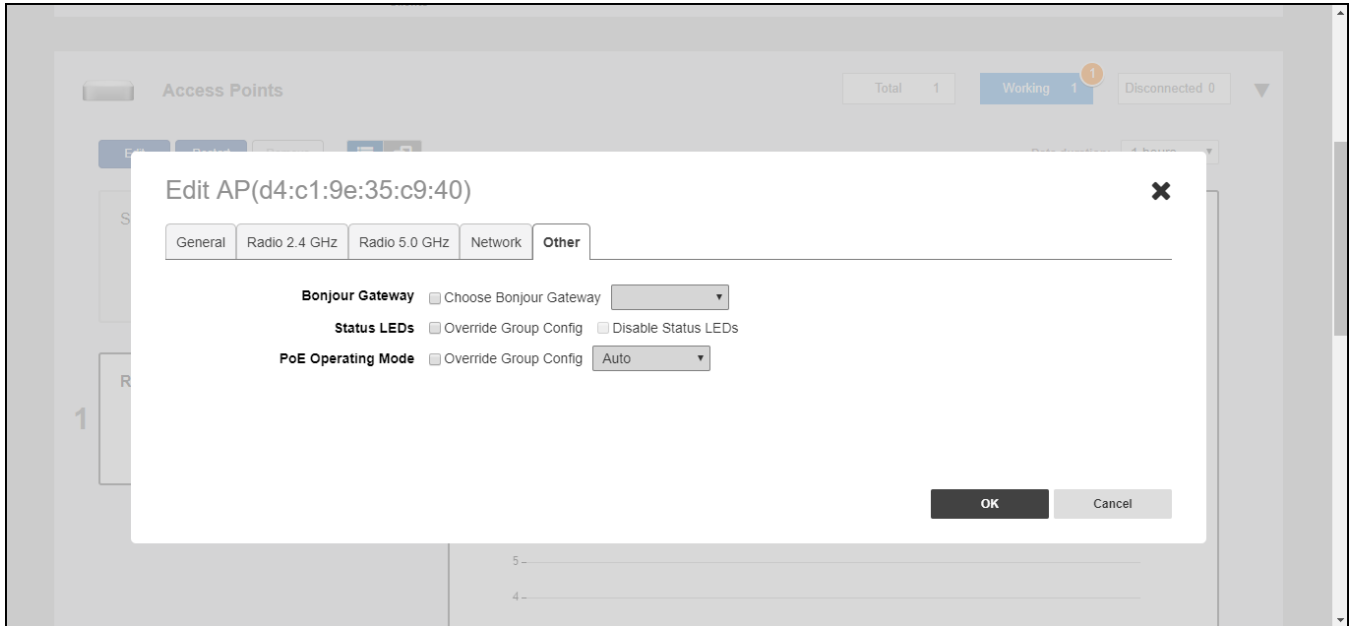 Access Points
Total 1
Working 1
1
Disconnected 0
Edit AP(d4:c1:9e:35:c9:40)
General
Radio 2.4 GHz
Radio 5.0 GHz
Network
Other
Bonjour Gateway Choose Bonjour Gateway
Status LEDs Override Group Config Disable Status LEDs
PoE Operating Mode Override Group Config Auto
1
OK
Cancel
5
4